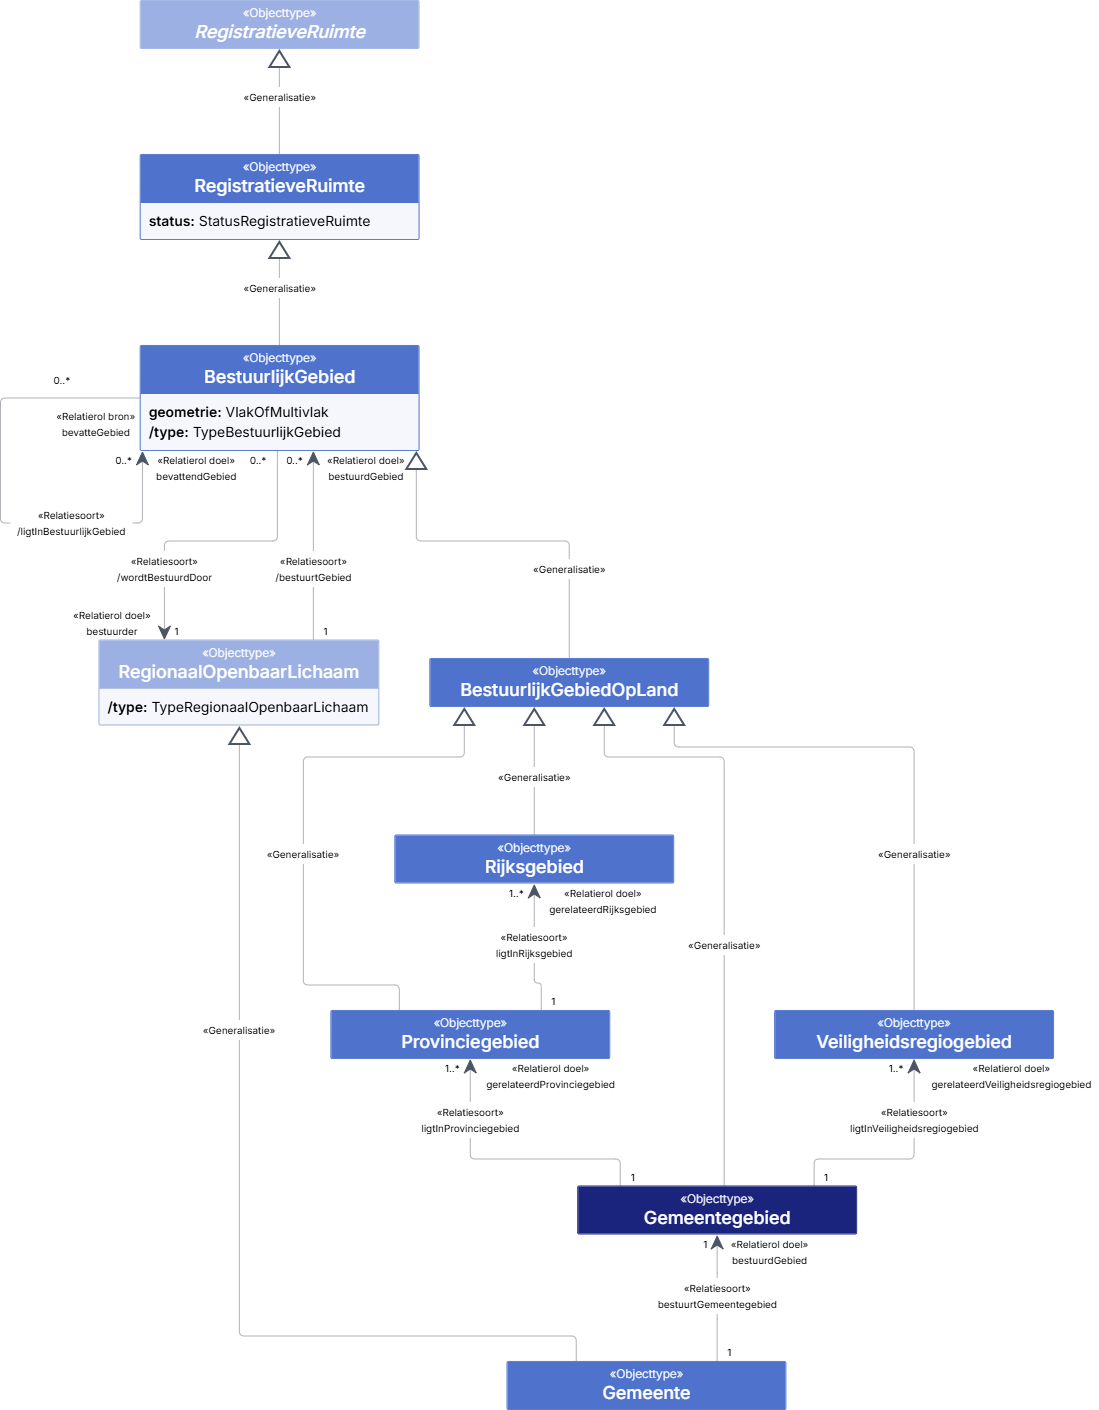 «Objecttype»
RegistratieveRuimte
«Generalisatie»
«Objecttype»
RegistratieveRuimte
status: StatusRegistratieveRuimte
«Generalisatie»
«Objecttype»
BestuurlijkGebied
geometrie: VlakOfMultivlak
/type: TypeBestuurlijkGebied
0..*
«Relatierol bron»
bevatteGebied
0..*
«Relatierol doel»
bevattendGebied
0..*
0..*
«Relatierol doel»
bestuurdGebied
«Relatiesoort»
/ligtInBestuurlijkGebied
«Relatiesoort»
/wordtBestuurdDoor
«Relatiesoort»
/bestuurtGebied
«Generalisatie»
«Relatierol doel»
bestuurder
1
1
«Objecttype»
RegionaalOpenbaarLichaam
/type: TypeRegionaalOpenbaarLichaam
«Objecttype»
BestuurlijkGebiedOpLand
«Generalisatie»
«Generalisatie»
«Generalisatie»
«Objecttype»
Rijksgebied
1..*
«Relatierol doel»
gerelateerdRijksgebied
«Relatiesoort»
ligtInRijksgebied
«Generalisatie»
1
«Generalisatie»
«Objecttype»
Provinciegebied
«Objecttype»
Veiligheidsregiogebied
1..*
«Relatierol doel»
gerelateerdProvinciegebied
1..*
«Relatierol doel»
gerelateerdVeiligheidsregiogebied
«Relatiesoort»
ligtInProvinciegebied
«Relatiesoort»
ligtInVeiligheidsregiogebied
1
1
«Objecttype»
Gemeentegebied
1
«Relatierol doel»
bestuurdGebied
«Relatiesoort»
bestuurtGemeentegebied
1
«Objecttype»
Gemeente